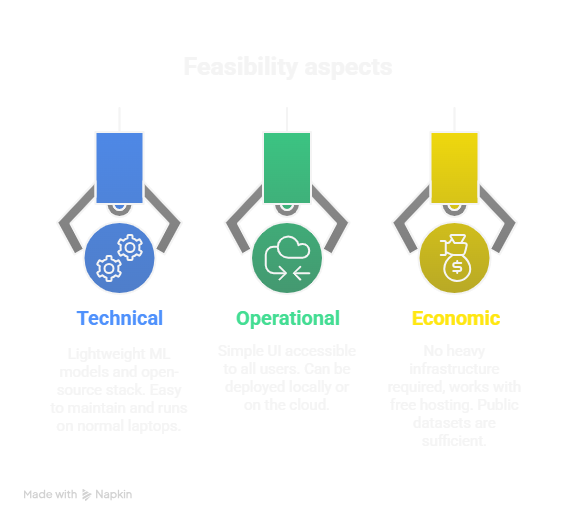 Feasibility aspects
Technical
Lightweight ML
models and open-
source stack. Easy
to maintain and runs
on normal laptops.
Operational
Simple UI accessible
to all users. Can be
deployed locally or
on the cloud.
Economic
No heavy
infrastructure
required, works with
free hosting. Public
datasets are
sufficient.
Made with Napkin